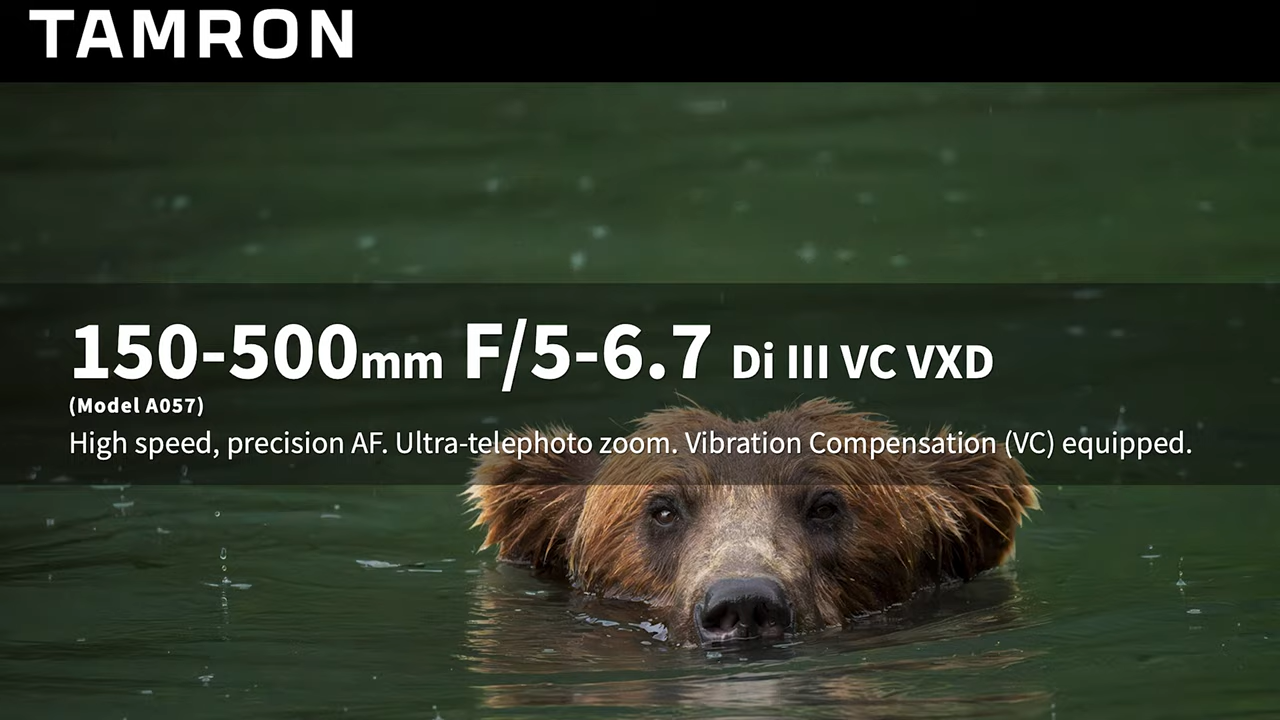 TAMRON
150-500mm F/5-6.7 Di III VC VXD
(Model A057)
High speed, precision AF. Ultra-telephoto zoom. Vibration Compensation (VC) equipped.